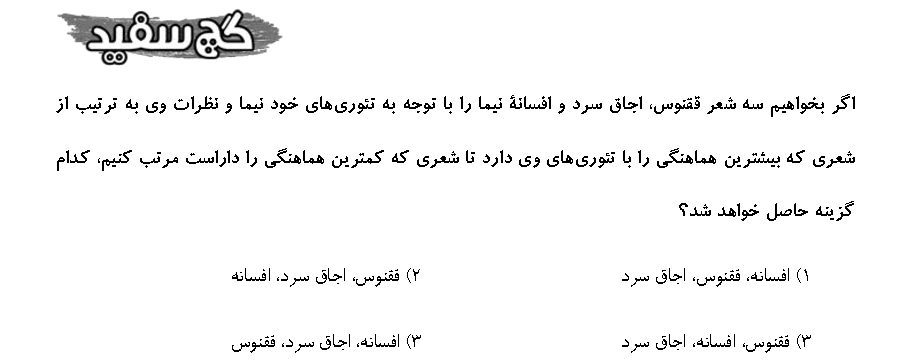 گچ سفید
اگر بخواهیم سه شعر ققنوس، اجاق سرد و افسانهٔ نیما را با توجه به تئوری‌های خود نیما و نظرات وی به ترتیب از
شعری که بیشترین هماهنگی را با تئوری‌های وی دارد تا شعری که کمترین هماهنگی را داراست مرتب کنیم، کدام
گزینه حاصل خواهد شد؟
۱) افسانه، ققنوس، اجاق سرد ۲) ققنوس، اجاق سرد، افسانه
۳) ققنوس، افسانه، اجاق سرد ۳) افسانه، اجاق سرد، ققنوس